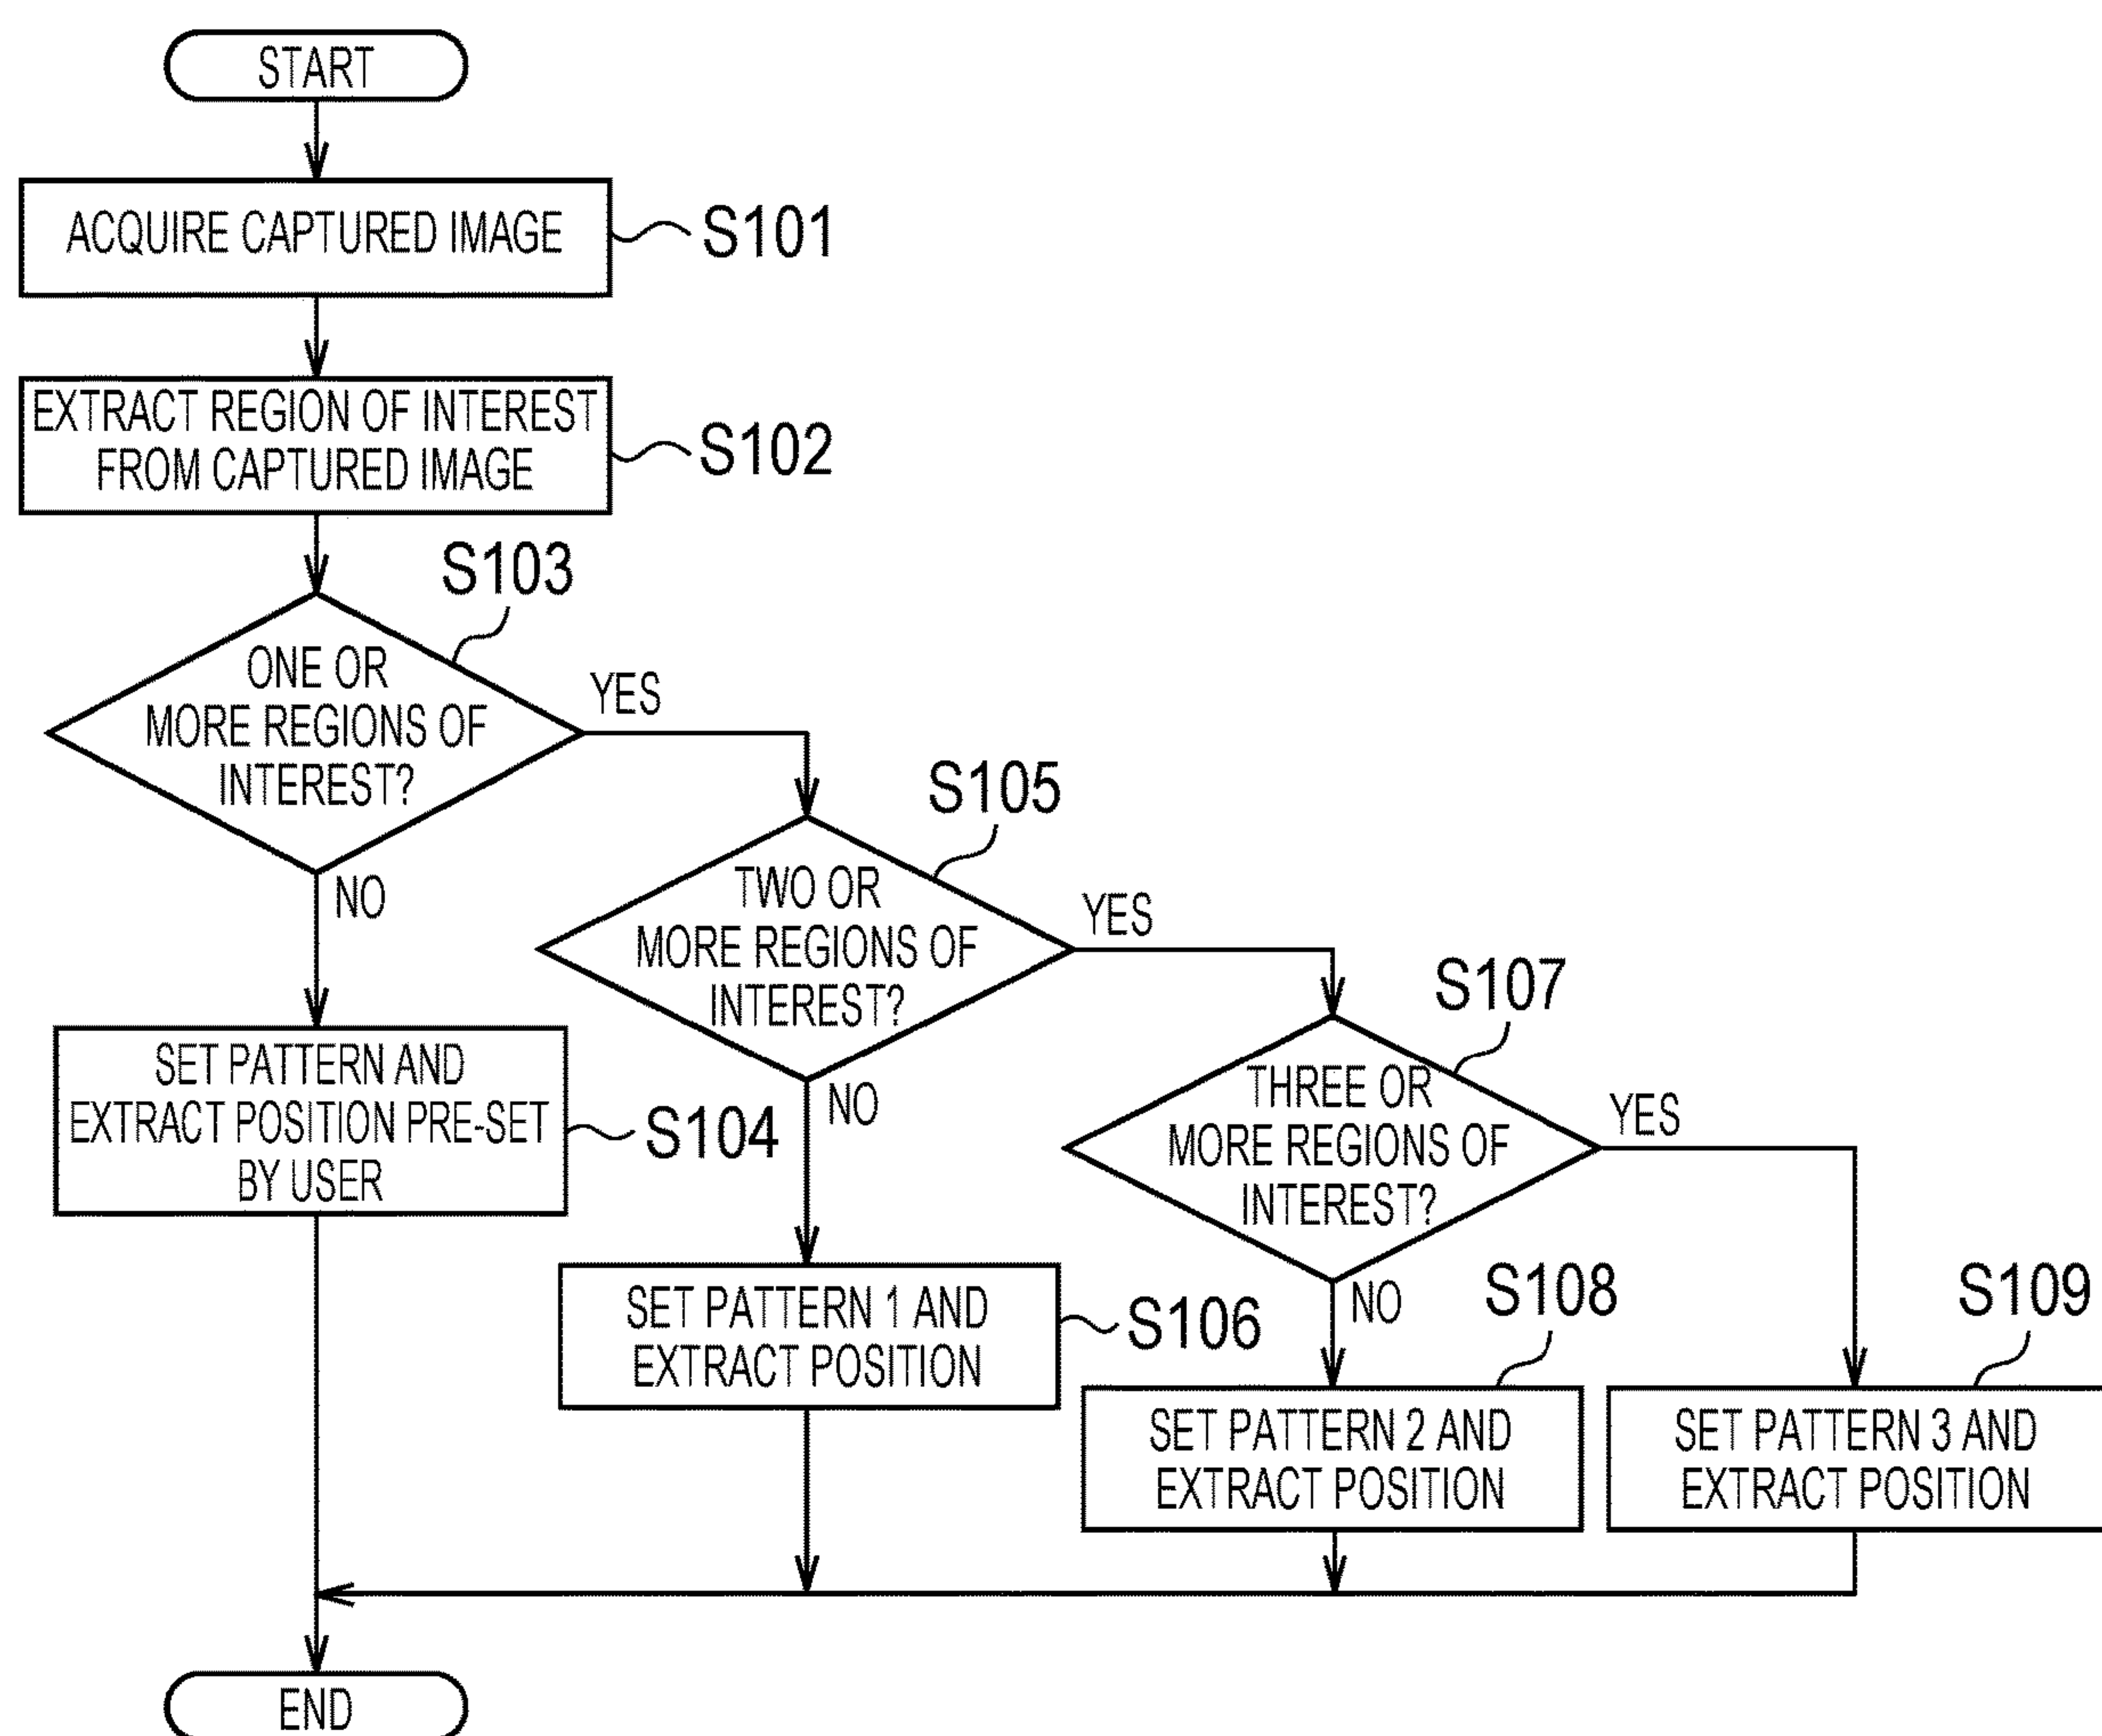 START
ACQUIRE CAPTURED IMAGE
S101
EXTRACT REGION OF INTEREST
FROM CAPTURED IMAGE
S102
S103
ONE OR
MORE REGIONS OF
INTEREST?
YES
NO
S105
TWO OR
MORE REGIONS OF
INTEREST?
YES
NO
S107
THREE OR
MORE REGIONS OF
INTEREST?
YES
NO
SET PATTERN AND
EXTRACT POSITION PRE-SET
BY USER
S104
SET PATTERN 1 AND
EXTRACT POSITION
S106
S108
SET PATTERN 2 AND
EXTRACT POSITION
S109
SET PATTERN 3 AND
EXTRACT POSITION
END